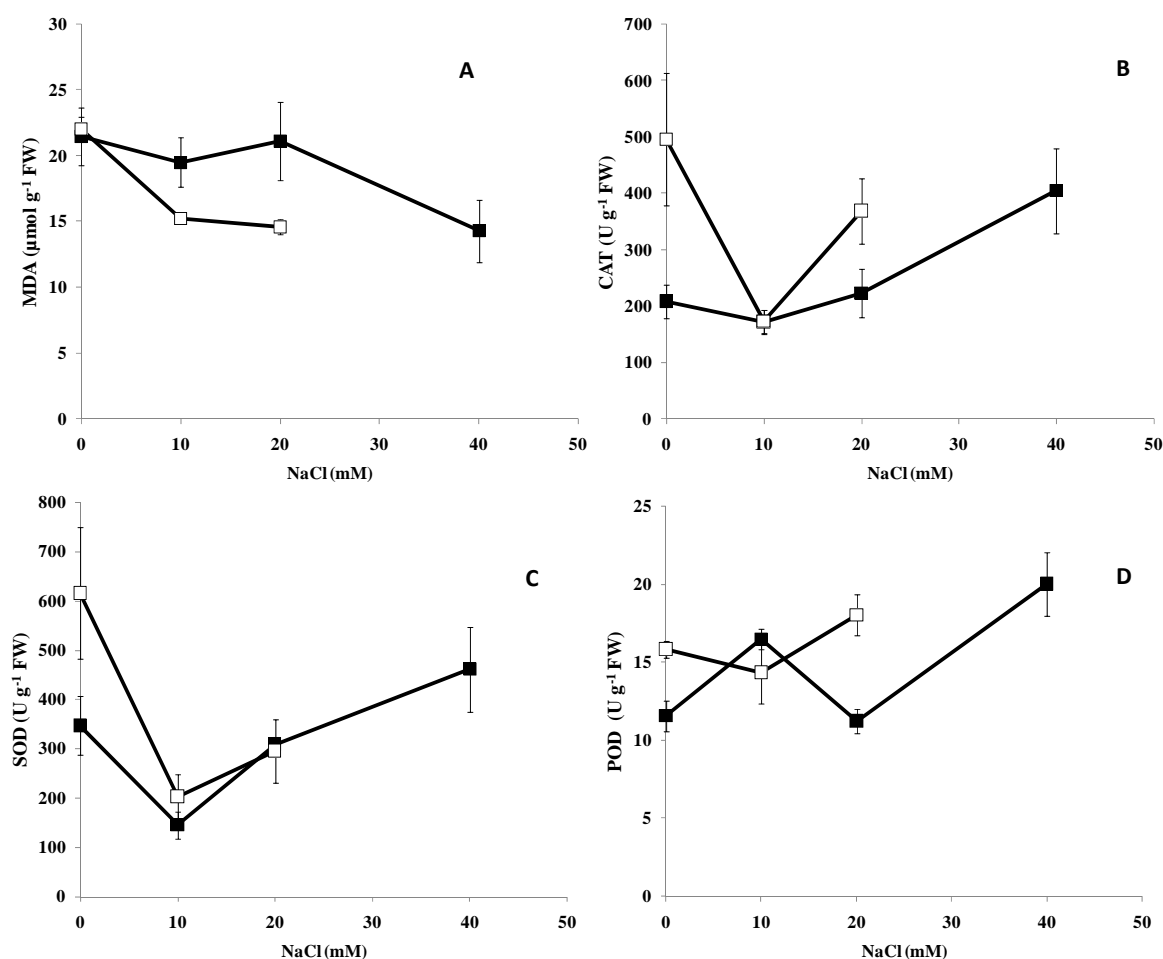 30
25
20
15
10
5
0
MDA (µmol g-1 FW)
A
0 10 20 30 40 50
NaCl (mM)
700
600
500
400
300
200
100
0
CAT (U g-1 FW)
B
0 10 20 30 40 50
NaCl (mM)
800
700
600
500
400
300
200
100
0
SOD (U g-1 FW)
C
0 10 20 30 40 50
NaCl (mM)
25
20
15
10
5
0
POD (U g-1 FW)
D
0 10 20 30 40 50
NaCl (mM)